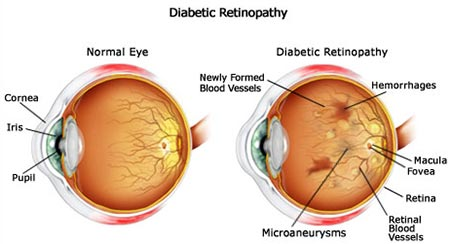 Diabetic Retinopathy
Normal Eye
Cornea
Iris
Pupil
Diabetic Retinopathy
Newly Formed
Blood Vessels
Hemorrhages
Macula
Fovea
Retina
Retinal
Blood
Vessels
Microaneurysms